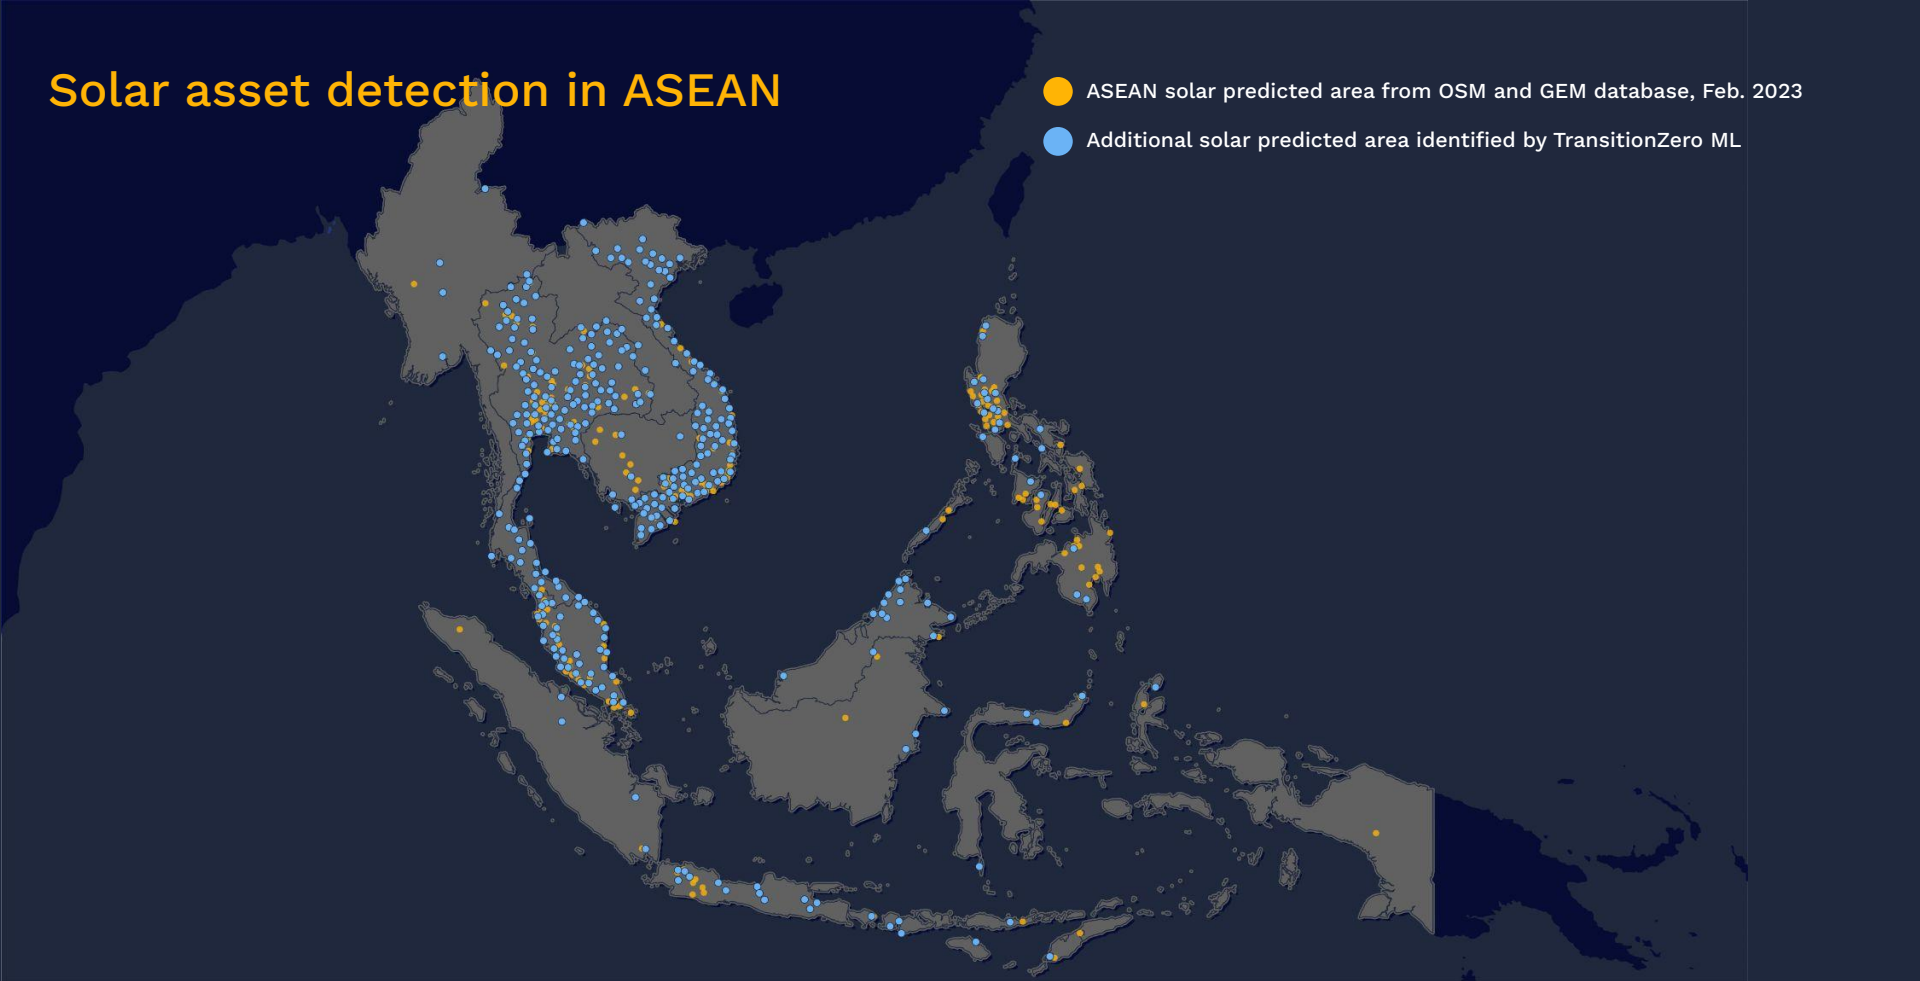 Solar asset detection in ASEAN
ASEAN solar predicted area from OSM and GEM database, Feb. 2023
Additional solar predicted area identified by TransitionZero ML